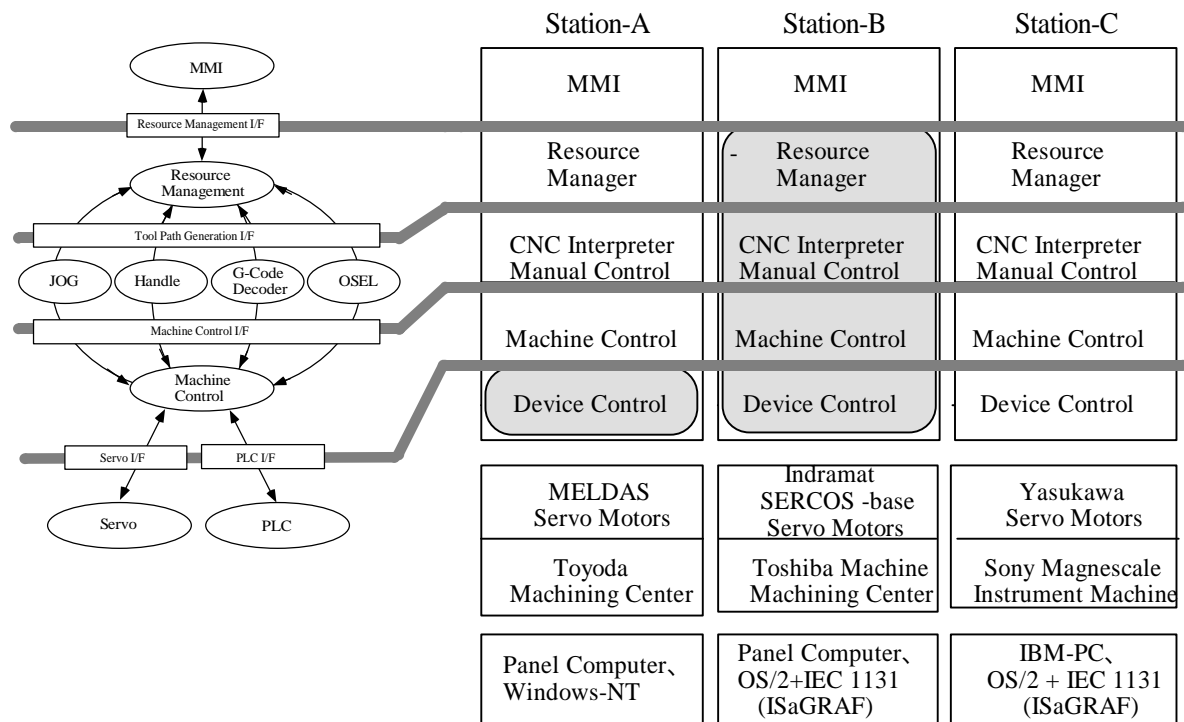 Station-A
Station-B
Station-C
MMI
Resource Management I/F
Resource
Management
Tool Path Generation I/F
JOG
Handle
G-Code
Decoder
OSEL
Machine Control I/F
Machine
Control
Servo I/F
PLC I/F
Servo
PLC
MMI
Resource
Manager
CNC Interpreter
Manual Control
Machine Control
Device Control
MELDAS
Servo Motors
Toyoda
Machining Center
Panel Computer、
Windows-NT
MMI
- Resource
Manager
CNC Interpreter
Manual Control
Machine Control
Device Control
Indramat
SERCOS -base
Servo Motors
Toshiba Machine
Machining Center
Panel Computer、
OS/2+IEC 1131
(ISaGRAF)
MMI
Resource
Manager
CNC Interpreter
Manual Control
Machine Control
Device Control
Yasukawa
Servo Motors
Sony Magnescale
Instrument Machine
IBM-PC、
OS/2 + IEC 1131
(ISaGRAF)